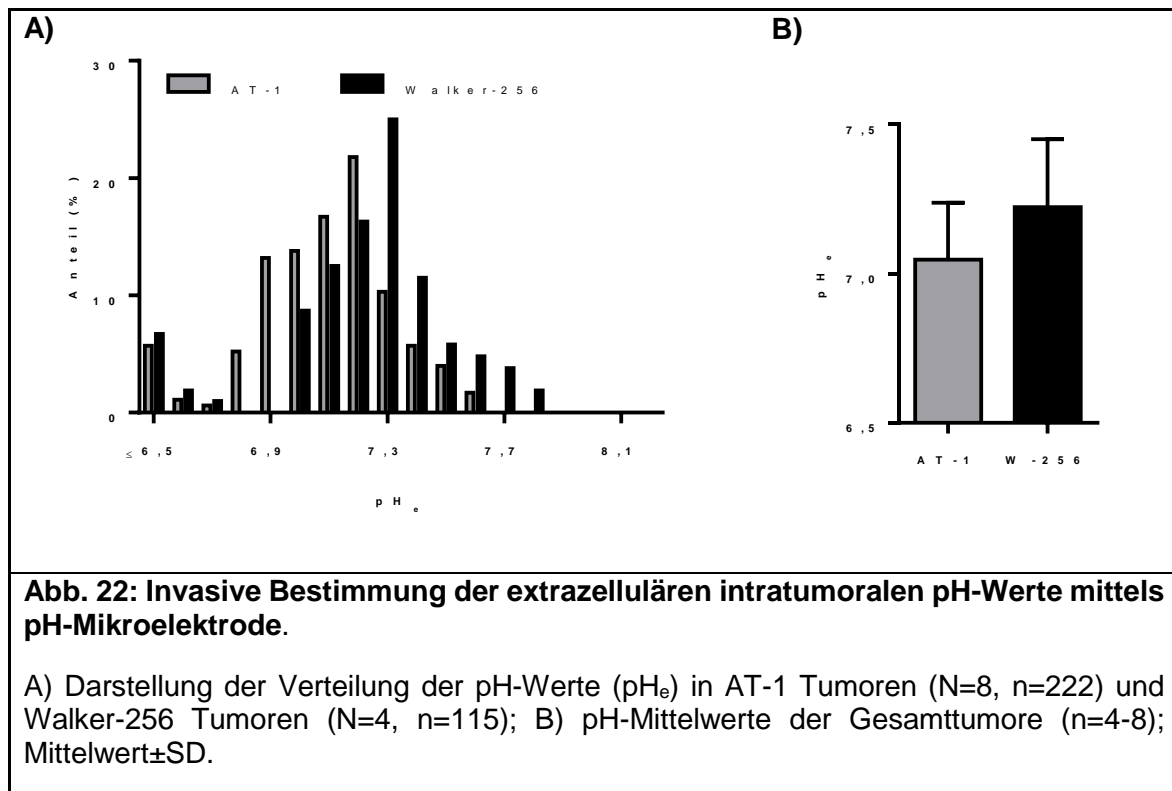 A)
B)
30
20
10
0
Anteil (%)
AT-1
Walker-256
≤ 6,5
6,9
7,3
7,7
8,1
pHe
7,5
7,0
6,5
pHe
AT-1
W-256
Abb. 22: Invasive Bestimmung der extrazellulären intratumoralen pH-Werte mittels
pH-Mikroelektrode.
A) Darstellung der Verteilung der pH-Werte (pHe) in AT-1 Tumoren (N=8, n=222) und
Walker-256 Tumoren (N=4, n=115); B) pH-Mittelwerte der Gesamttumore (n=4-8);
Mittelwert±SD.